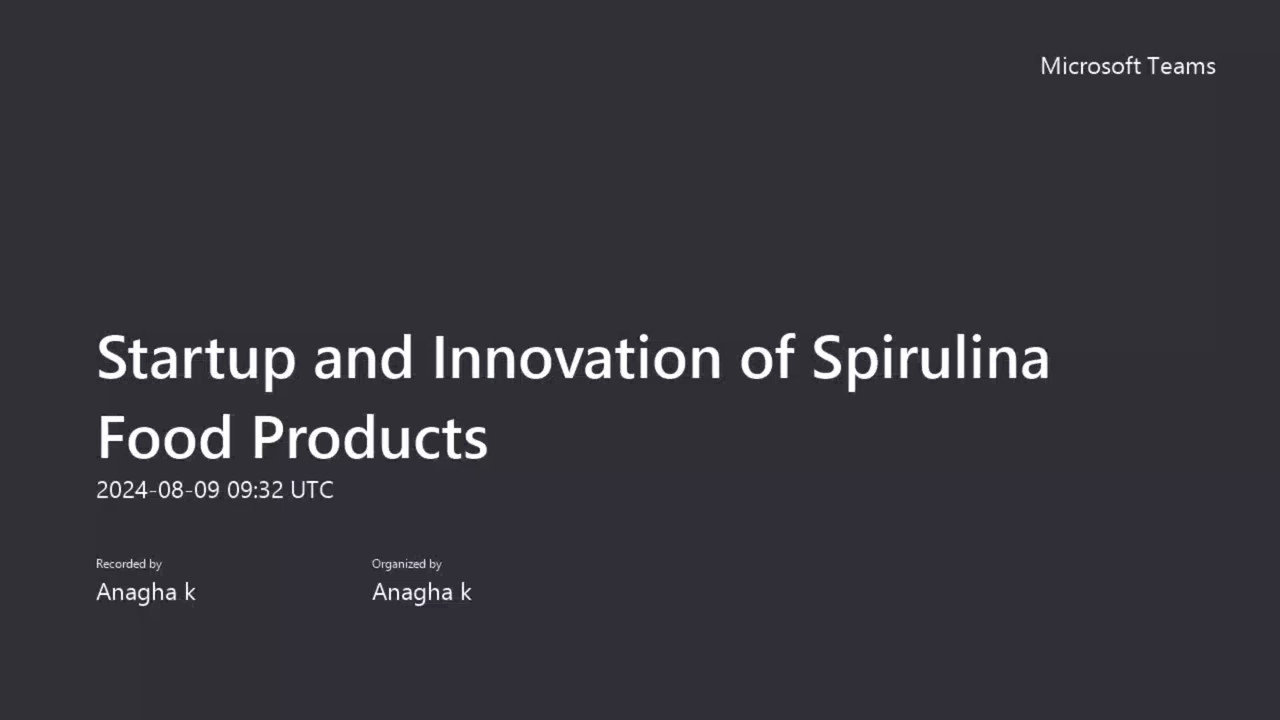 Microsoft Teams
Startup and Innovation of Spirulina
Food Products
2024-08-09 09:32 UTC
Recorded by
Organized by
Anagha k
Anagha k